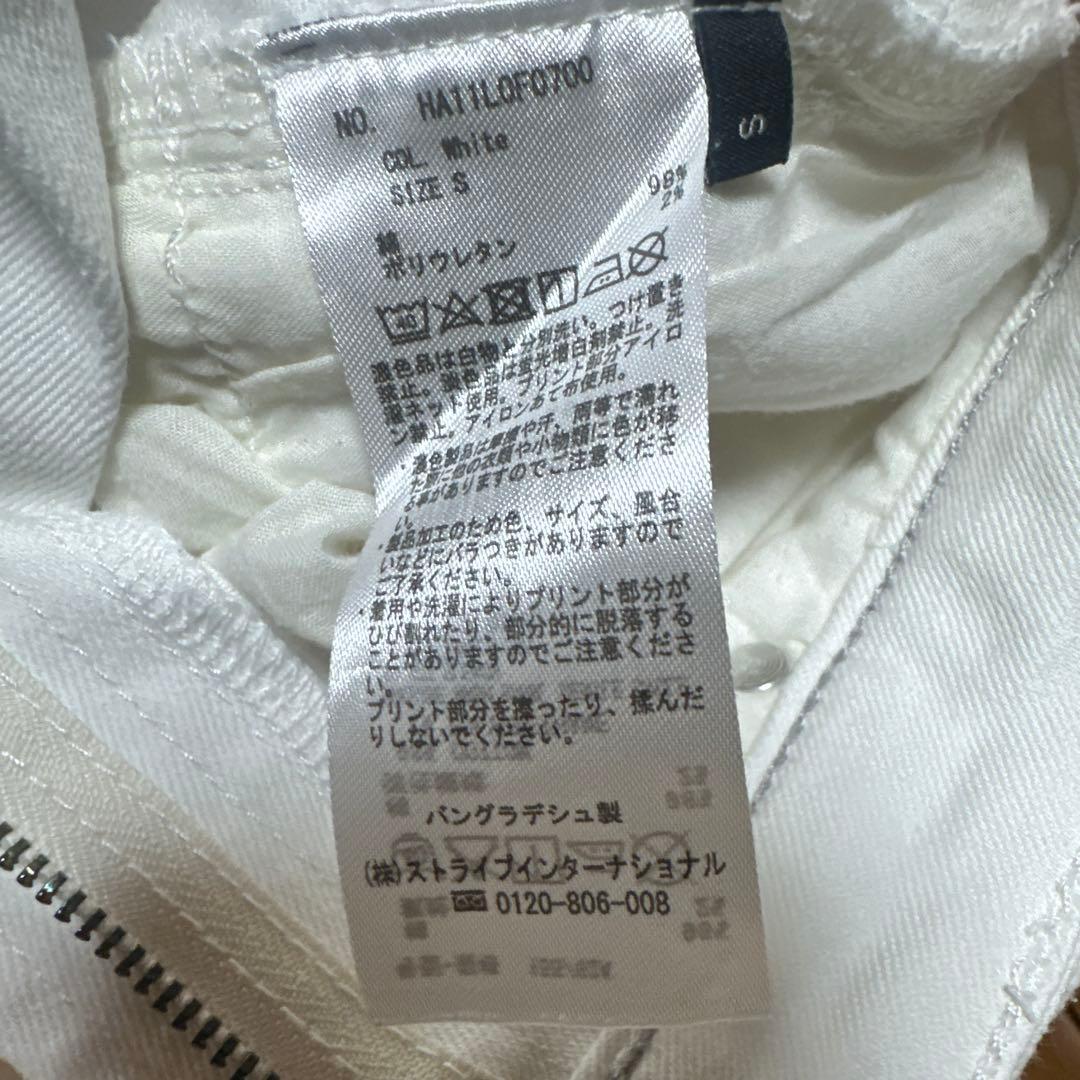 NO. HA11L0F0700
COL. White
SIZE S
S
綿 98%
ポリウレタン 2%
濃色品は白物と分別洗い。つけ置き
禁止。濃色品は蛍光増白剤禁止。洗
濯ネット使用。プリント部分アイロ
ン禁止。アイロンあて布使用。
・濃色製品は摩擦や汗、雨等で濡れ
た際に他の衣類や小物類に色が移
る事がありますのでご注意くださ
い。
・製品加工のため色、サイズ、風合
いなどにバラつきがありますので
ご了承ください。
・着用や洗濯によりプリント部分が
ひび割れたり、部分的に脱落する
ことがありますのでご注意くださ
い。
プリント部分を擦ったり、揉んだ
りしないでください。
バングラデシュ製
(株)ストライプインターナショナル
0120-806-008